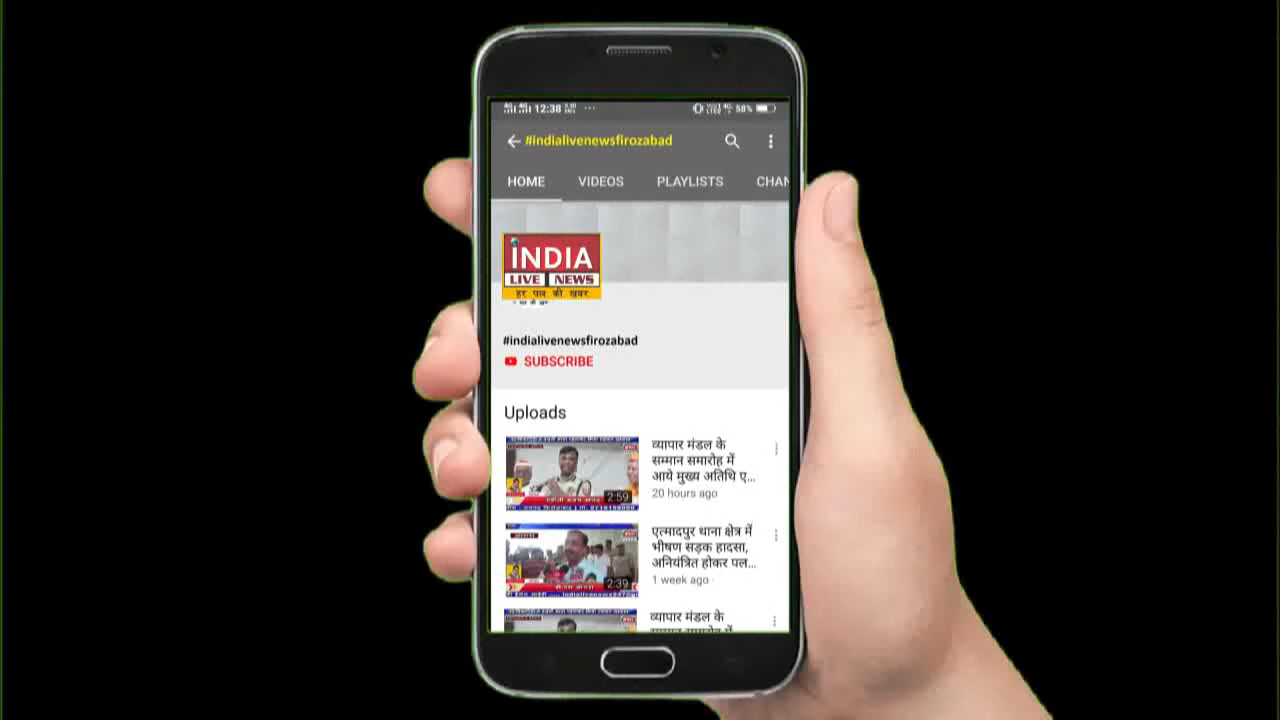 12:38
58%
#indialivenewsfirozabad
HOME VIDEOS PLAYLISTS CHAN
INDIA
LIVE NEWS
हर पल की खबर
#indialivenewsfirozabad
SUBSCRIBE
Uploads
व्यापार मंडल के
सम्मान समारोह में
आये मुख्य अतिथि ए...
20 hours ago
2:59
एत्मादपुर थाना क्षेत्र में
भीषण सड़क हादसा,
अनियंत्रित होकर पल...
1 week ago
2:39
व्यापार मंडल के